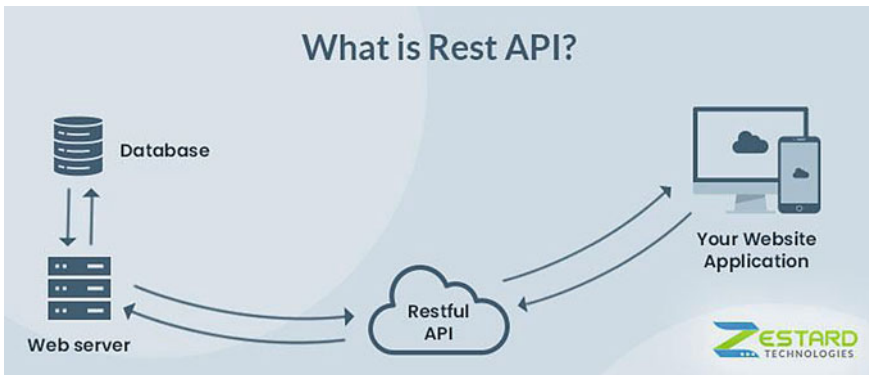 What is Rest API?
Database
Your Website
Application
Restful
API
Web server
ZESTARD
TECHNOLOGIES